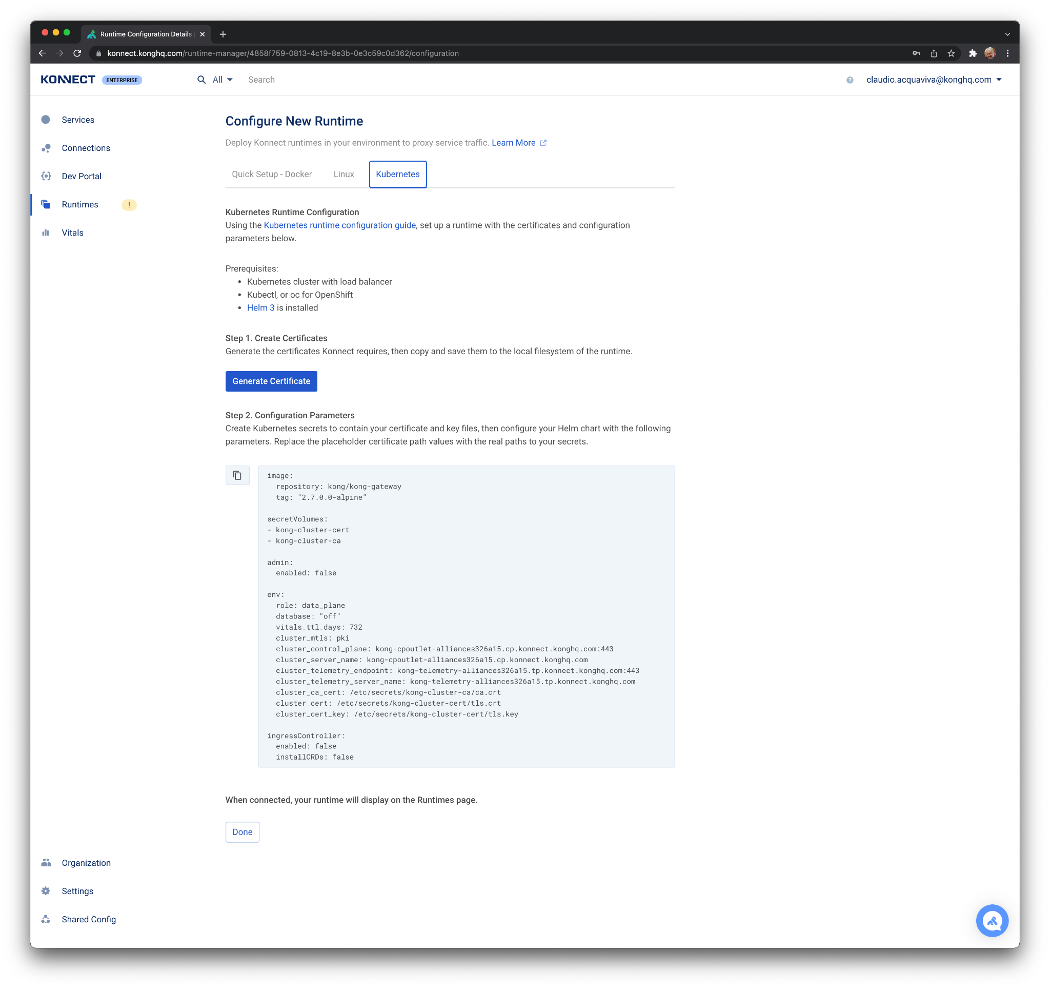 Runtime Configuration Details
konnect.konghq.com/runtime-manager/4858f759-0813-4c19-8e3b-0e3c59c0d362/configuration
KONNECT ENTERPRISE
All
Search
claudio.acquaviva@konghq.com
Services
Connections
Dev Portal
Runtimes !
Vitals
Organization
Settings
Shared Config
Configure New Runtime
Deploy Konnect runtimes in your environment to proxy service traffic. Learn More
Quick Setup - Docker
Linux
Kubernetes
Kubernetes Runtime Configuration
Using the Kubernetes runtime configuration guide, set up a runtime with the certificates and configuration
parameters below.
Prerequisites:
• Kubernetes cluster with load balancer
• Kubectl, or oc for OpenShift
• Helm 3 is installed
Step 1. Create Certificates
Generate the certificates Konnect requires, then copy and save them to the local filesystem of the runtime.
Generate Certificate
Step 2. Configuration Parameters
Create Kubernetes secrets to contain your certificate and key files, then configure your Helm chart with the following
parameters. Replace the placeholder certificate path values with the real paths to your secrets.
image:
  repository: kong/kong-gateway
  tag: "2.7.0.0-alpine"
secretVolumes:
- kong-cluster-cert
- kong-cluster-ca
admin:
  enabled: false
env:
  role: data_plane
  database: "off"
  vitals_ttl_days: 732
  cluster_mtls: pki
  cluster_control_plane: kong-cpoutlet-alliances326a15.cp.konnect.konghq.com:443
  cluster_server_name: kong-cpoutlet-alliances326a15.cp.konnect.konghq.com
  cluster_telemetry_endpoint: kong-telemetry-alliances326a15.tp.konnect.konghq.com:443
  cluster_telemetry_server_name: kong-telemetry-alliances326a15.tp.konnect.konghq.com
  cluster_ca_cert: /etc/secrets/kong-cluster-ca/ca.crt
  cluster_cert: /etc/secrets/kong-cluster-cert/tls.crt
  cluster_cert_key: /etc/secrets/kong-cluster-cert/tls.key
ingressController:
  enabled: false
  installCRDs: false
When connected, your runtime will display on the Runtimes page.
Done